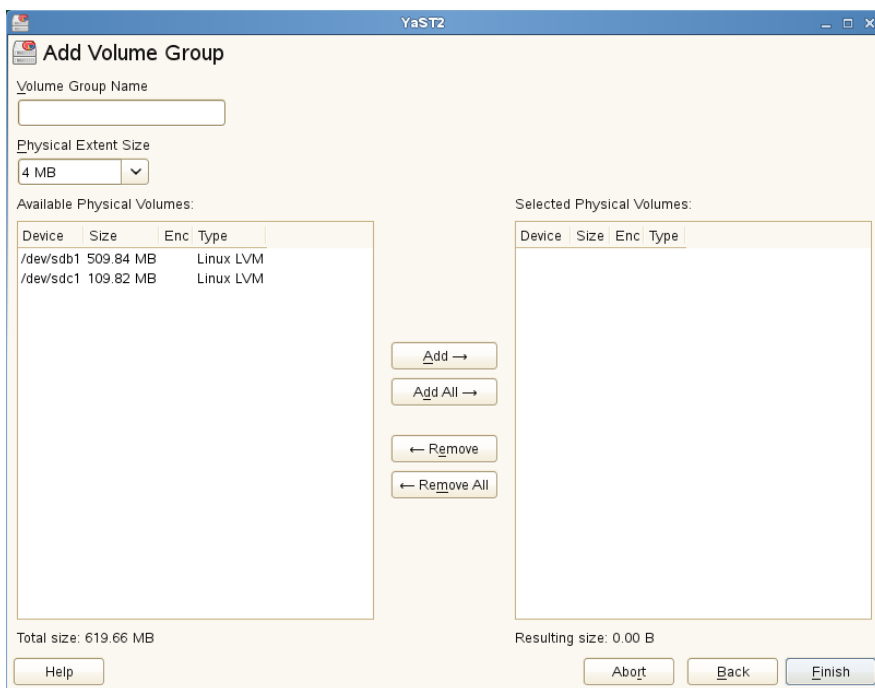 YaST2
Add Volume Group
Volume Group Name
Physical Extent Size
4 MB
Available Physical Volumes:
Device Size Enc Type
/dev/sdb1 509.84 MB Linux LVM
/dev/sdc1 109.82 MB Linux LVM
Total size: 619.66 MB
Add →
Add All →
← Remove
← Remove All
Selected Physical Volumes:
Device Size Enc Type
Resulting size: 0.00 B
Help
Abort
Back
Finish